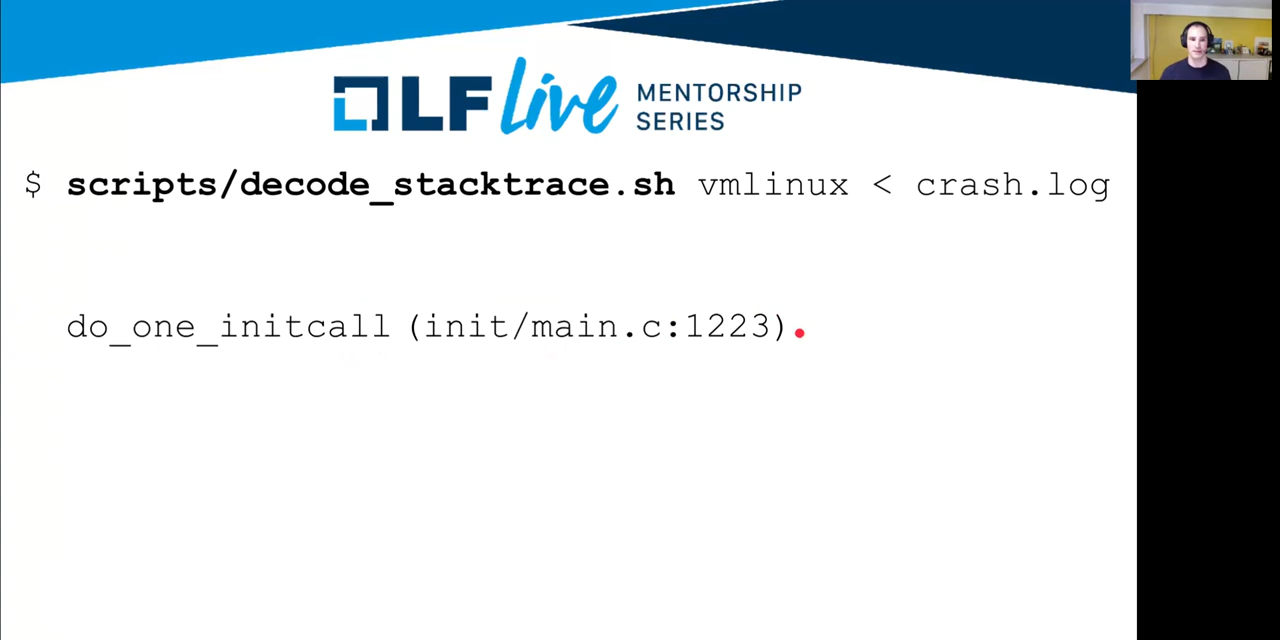 LF Live MENTORSHIP
SERIES
$ scripts/decode_stacktrace.sh vmlinux < crash.log
do_one_initcall (init/main.c:1223)